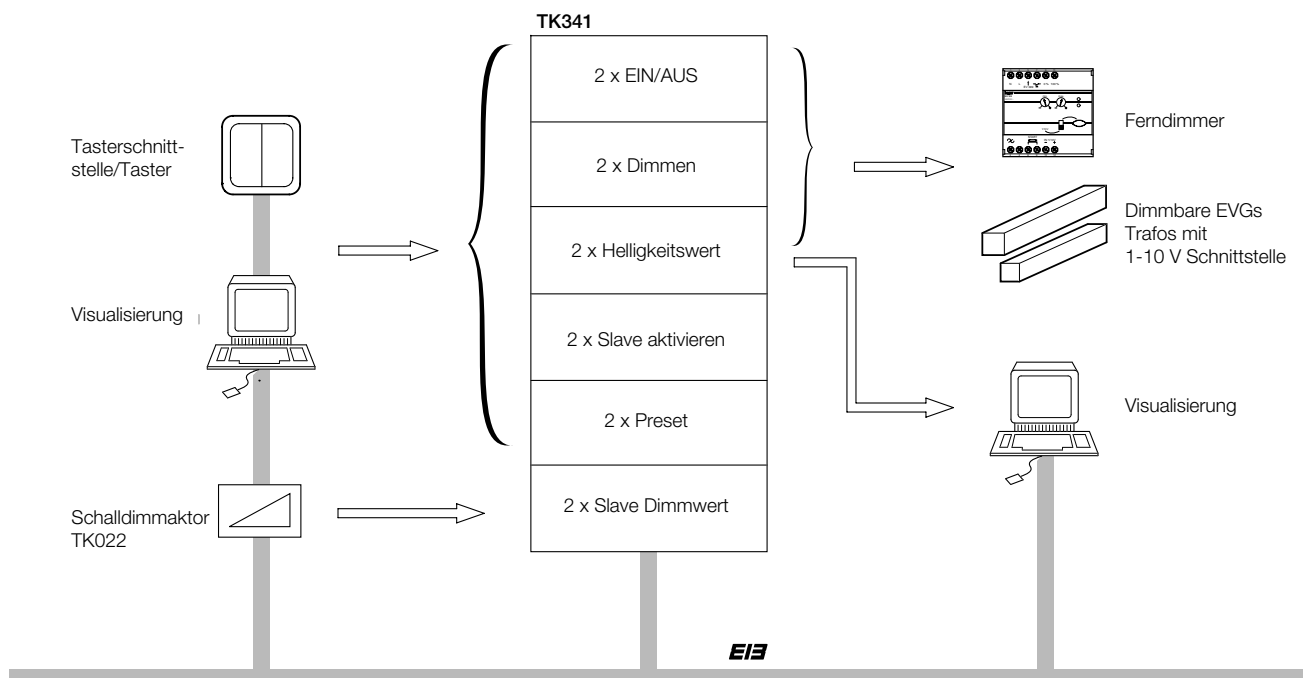 TK341
2 x EIN/AUS
2 x Dimmen
2 x Helligkeitswert
2 x Slave aktivieren
2 x Preset
2 x Slave Dimmwert
Tasterschnitt-
stelle/Taster
Visualisierung
Schalldimmaktor
TK022
Ferndimmer
Dimmbare EVGs
Trafos mit
1-10 V Schnittstelle
Visualisierung
EIB